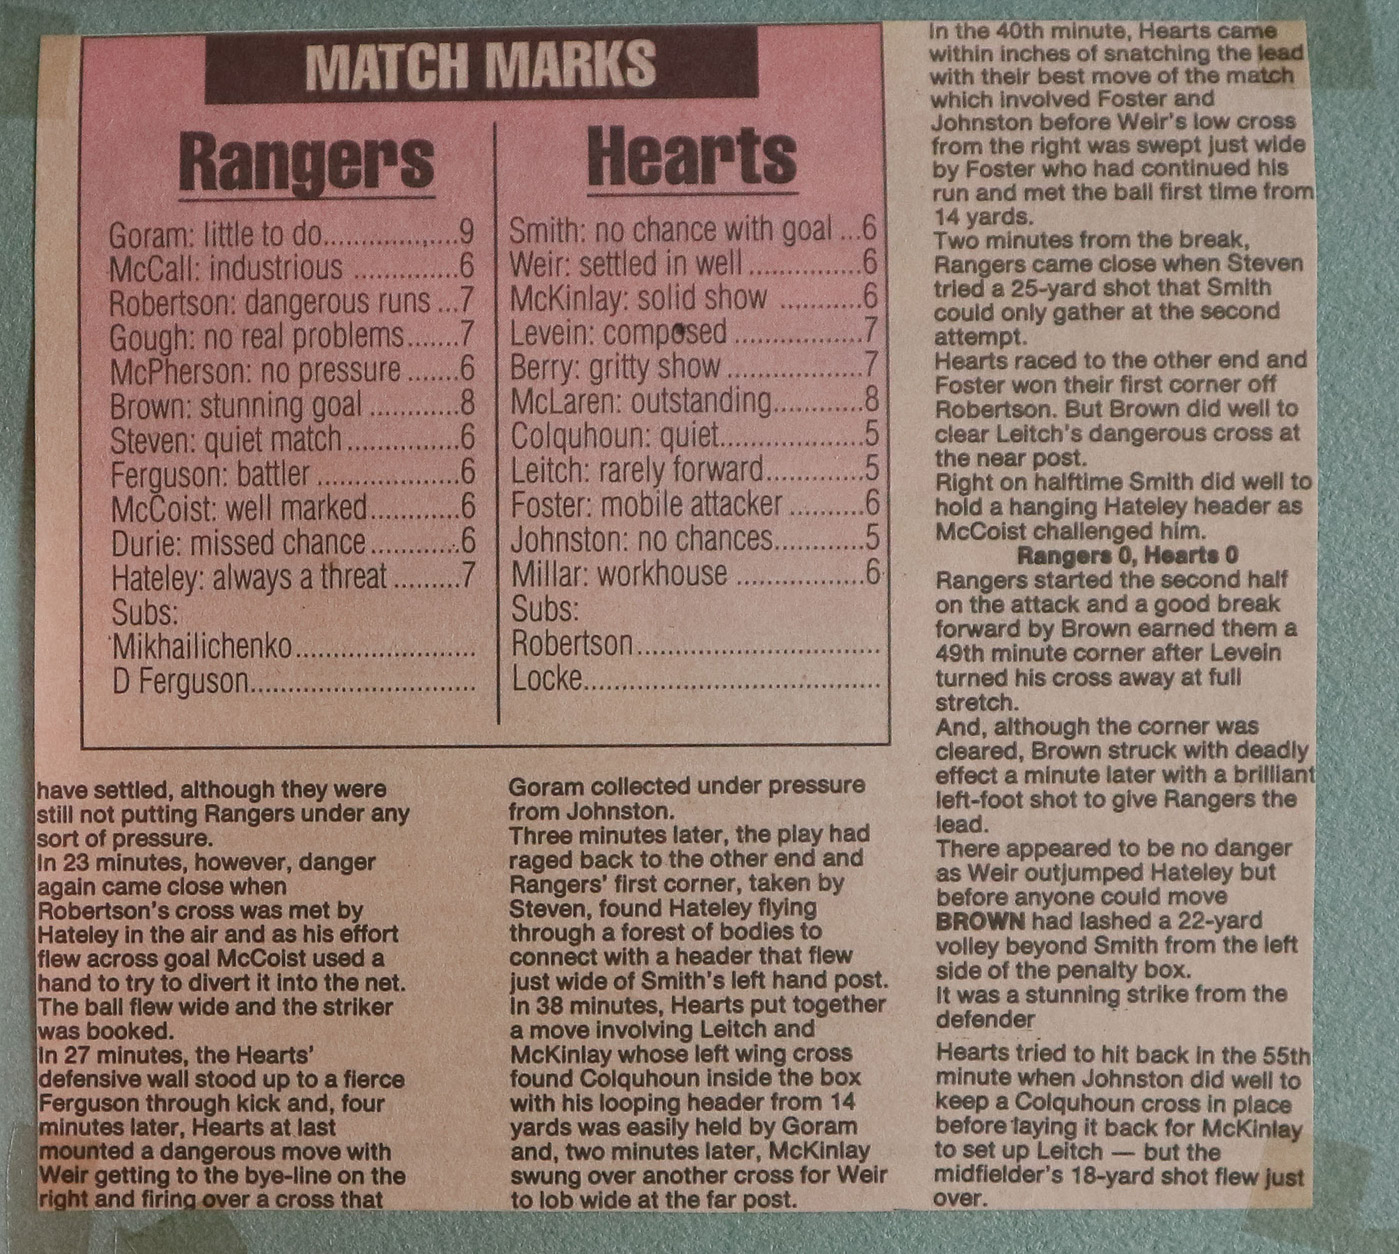 MATCH MARKS
Rangers
Goram: little to do....................9
McCall: industrious ..............6
Robertson: dangerous runs ...7
Gough: no real problems.......7
McPherson: no pressure .......6
Brown: stunning goal ............8
Steven: quiet match...............6
Ferguson: battler ...................6
McCoist: well marked............6
Durie: missed chance............6
Hateley: always a threat .........7
Subs:
Mikhailichenko.........................
D Ferguson................................
Hearts
Smith: no chance with goal ...6
Weir: settled in well ..............6
McKinlay: solid show ...........6
Levein: composed ................7
Berry: gritty show .................7
McLaren: outstanding............8
Colquhoun: quiet...................5
Leitch: rarely forward.............5
Foster: mobile attacker ..........6
Johnston: no chances............5
Millar: workhouse .................6
Subs:
Robertson..................................
Locke.........................................
have settled, although they were
still not putting Rangers under any
sort of pressure.
In 23 minutes, however, danger
again came close when
Robertson's cross was met by
Hateley in the air and as his effort
flew across goal McCoist used a
hand to try to divert it into the net.
The ball flew wide and the striker
was booked.
In 27 minutes, the Hearts'
defensive wall stood up to a fierce
Ferguson through kick and, four
minutes later, Hearts at last
mounted a dangerous move with
Weir getting to the bye-line on the
right and firing over a cross that
Goram collected under pressure
from Johnston.
Three minutes later, the play had
raged back to the other end and
Rangers' first corner, taken by
Steven, found Hateley flying
through a forest of bodies to
connect with a header that flew
just wide of Smith's left hand post.
In 38 minutes, Hearts put together
a move involving Leitch and
McKinlay whose left wing cross
found Colquhoun inside the box
with his looping header from 14
yards was easily held by Goram
and, two minutes later, McKinlay
swung over another cross for Weir
to lob wide at the far post.
In the 40th minute, Hearts came
within inches of snatching the lead
with their best move of the match
which involved Foster and
Johnston before Weir's low cross
from the right was swept just wide
by Foster who had continued his
run and met the ball first time from
14 yards.
Two minutes from the break,
Rangers came close when Steven
tried a 25-yard shot that Smith
could only gather at the second
attempt.
Hearts raced to the other end and
Foster won their first corner off
Robertson. But Brown did well to
clear Leitch's dangerous cross at
the near post.
Right on halftime Smith did well to
hold a hanging Hateley header as
McCoist challenged him.
Rangers 0, Hearts 0
Rangers started the second half
on the attack and a good break
forward by Brown earned them a
49th minute corner after Levein
turned his cross away at full
stretch.
And, although the corner was
cleared, Brown struck with deadly
effect a minute later with a brilliant
left-foot shot to give Rangers the
lead.
There appeared to be no danger
as Weir outjumped Hateley but
before anyone could move
BROWN had lashed a 22-yard
volley beyond Smith from the left
side of the penalty box.
It was a stunning strike from the
defender
Hearts tried to hit back in the 55th
minute when Johnston did well to
keep a Colquhoun cross in place
before laying it back for McKinlay
to set up Leitch — but the
midfielder's 18-yard shot flew just
over.